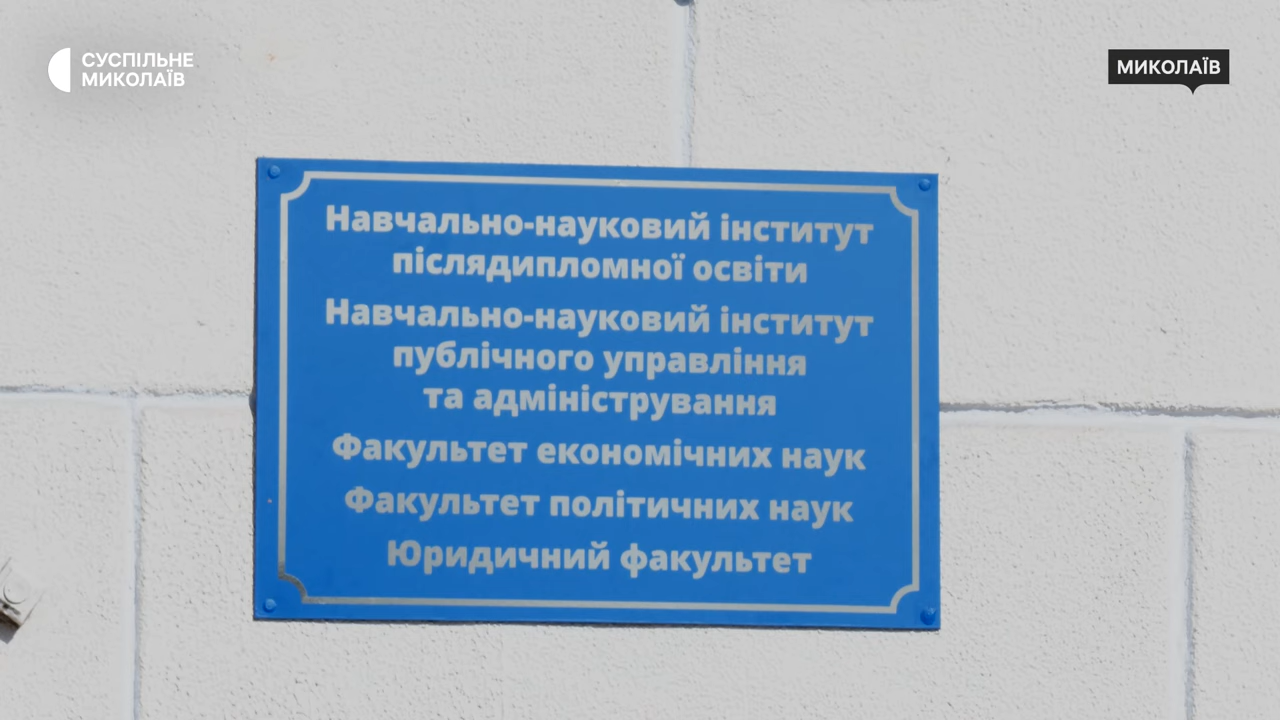 СУСПІЛЬНЕ
МИКОЛАЇВ
МИКОЛАЇВ
Навчально-науковий інститут
післядипломної освіти
Навчально-науковий інститут
публічного управління
та адміністрування
Факультет економічних наук
Факультет політичних наук
Юридичний факультет